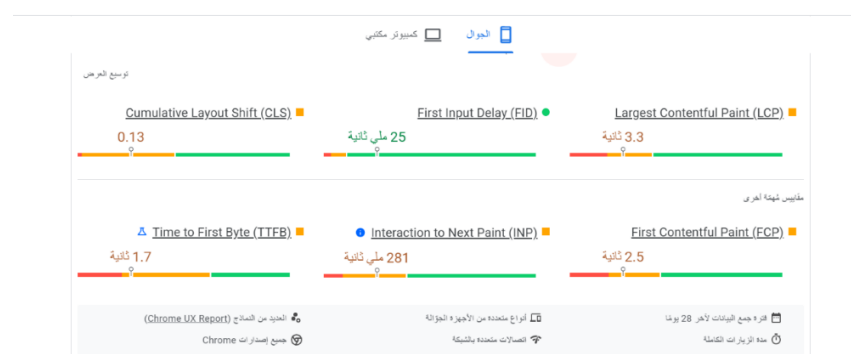 الجوال
كمبيوتر مكتبي
توسيع العرض
Largest Contentful Paint (LCP)
3.3 ثانية
First Input Delay (FID)
25 ملي ثانية
Cumulative Layout Shift (CLS)
0.13
مقاييس مُهمّة أخرى
First Contentful Paint (FCP)
2.5 ثانية
Interaction to Next Paint (INP)
281 ملي ثانية
Time to First Byte (TTFB)
1.7 ثانية
فترة جمع البيانات لآخر 28 يومًا
أنواع متعددة من الأجهزة الجوّالة
العديد من النماذج (Chrome UX Report)
مدة الزيارات الكاملة
اتصالات متعددة بالشبكة
جميع إصدارات Chrome